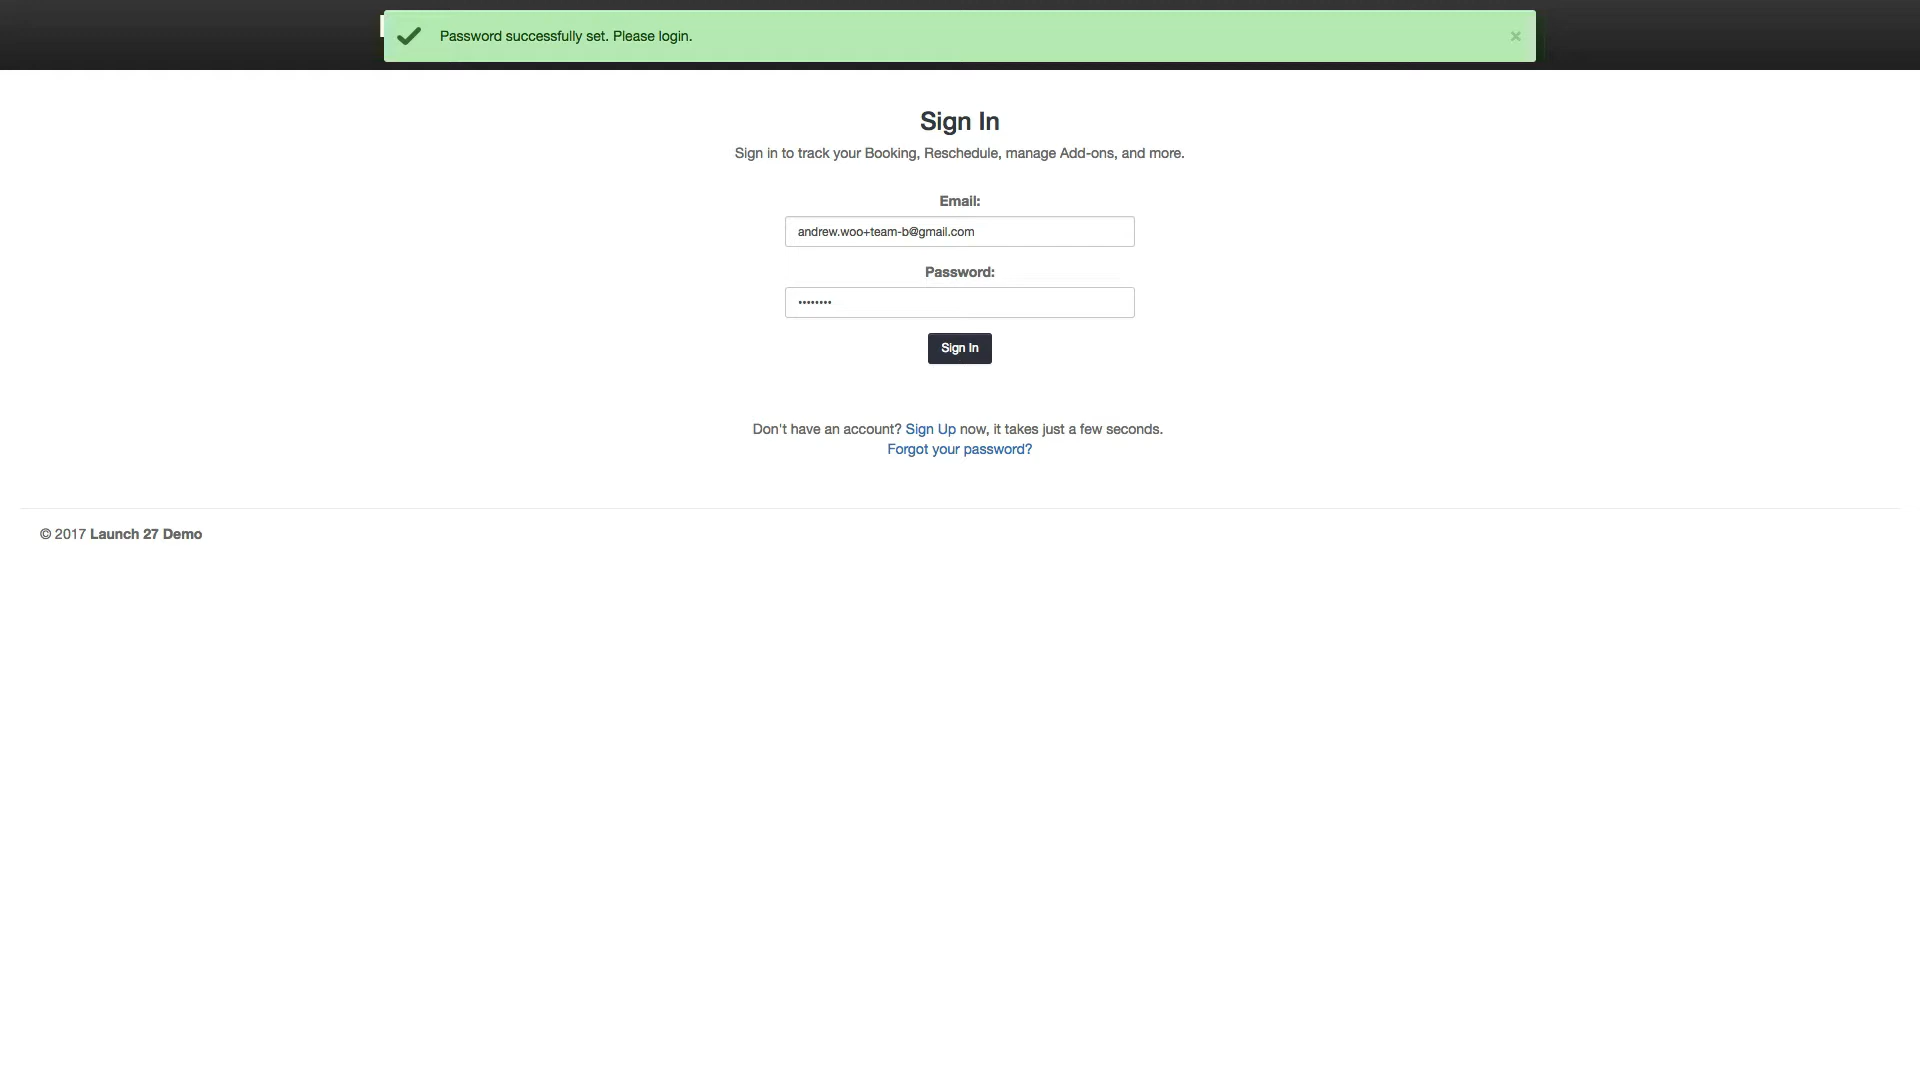 Password successfully set. Please login.
×
Sign In
Sign in to track your Booking, Reschedule, manage Add-ons, and more.
Email:
andrew.woo+team-b@gmail.com
Password:
••••••••
Sign In
Don't have an account? Sign Up now, it takes just a few seconds.
Forgot your password?
© 2017 Launch 27 Demo